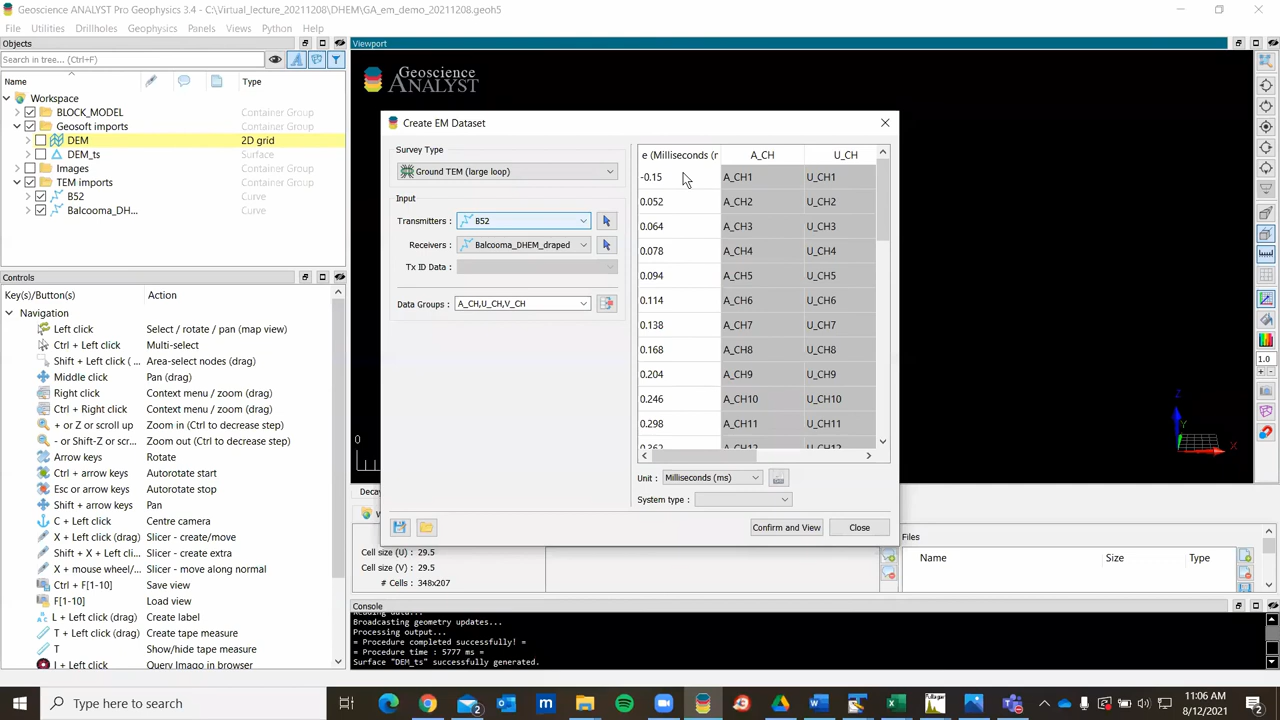 Geoscience ANALYST Pro Geophysics 3.4 - C:\Virtual_lecture_20211208\DHEM\GA_em_demo_20211208.geoh5
File Utilities Drillholes Geophysics Panels Views Python Help
Objects
Search in tree.. (Ctrl+F)
Name Type
Workspace
BLOCK_MODEL Container Group
Geosoft imports Container Group
DEM 2D grid
DEM_ts Surface
Images Container Group
TEM imports Container Group
B52 Curve
Balcooma_DH... Curve
Controls
Key(s)/Button(s) Action
Navigation
Left click Select / rotate / pan (map view)
Ctrl + Left click Multi-select
Shift + Left click (... Area-select nodes (drag)
Middle click Pan (drag)
Right click Context menu / zoom (drag)
Ctrl + Right click Context menu / zoom (drag)
+ or Z / scroll up Zoom in (Ctrl to decrease step)
- or Shift-Z / scrol... Zoom out (Ctrl to decrease step)
Arrow keys Rotate
Ctrl + arrow keys Autorotate start
Esc or arrow keys Autorotate stop
Shift + arrow keys Pan
C + Left click Centre camera
X + Left click (drag) Slicer - create/move
Shift + X + Left cl... Slicer - create extra
X + mouse wheel/... Slicer - move along normal
Ctrl + F[1-10] Save view
F[1-10] Load view
L + Left click (drag) Create label
T + Left click (drag) Create tape measure
T Show/hide tape measure
I + Left click Query Imago in browser
Viewport
Geoscience
ANALYST
0
Z
Y
X
1.0
Create EM Dataset
Survey Type
Ground TEM (large loop)
Input
Transmitters : B52
Receivers : Balcooma_DHEM_draped
Tx ID Data :
Data Groups : A_CH,U_CH,V_CH
e (Milliseconds (r A_CH U_CH
-0.15 A_CH1 U_CH1
0.052 A_CH2 U_CH2
0.064 A_CH3 U_CH3
0.078 A_CH4 U_CH4
0.094 A_CH5 U_CH5
0.114 A_CH6 U_CH6
0.138 A_CH7 U_CH7
0.168 A_CH8 U_CH8
0.204 A_CH9 U_CH9
0.246 A_CH10 U_CH10
0.298 A_CH11 U_CH11
0.362 A_CH12 U_CH12
Unit : Milliseconds (ms)
System type :
Confirm and View Close
Decay
Cell size (U) : 29.5
Cell size (V) : 29.5
# Cells : 348x207
Files
Name Size Type
Console
Reading data...
Broadcasting geometry updates...
Processing output...
= Procedure completed successfully! =
= Procedure time : 5777 ms =
Surface "DEM_ts" successfully generated.
Type here to search
11:06 AM
8/12/2021